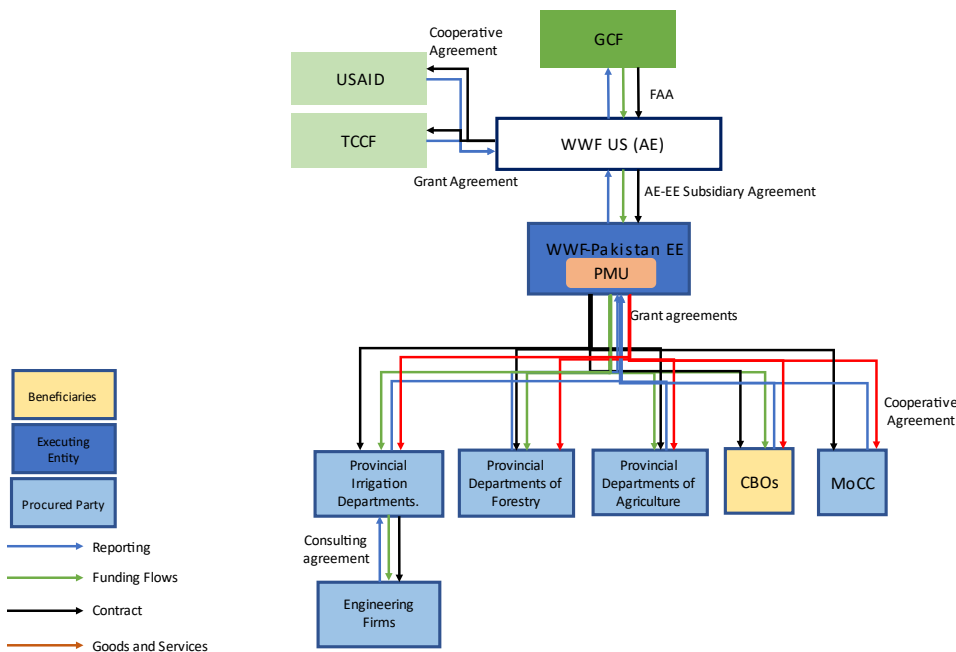 Cooperative
Agreement
GCF
USAID
FAA
TCCF
WWF US (AE)
Grant Agreement
AE-EE Subsidiary Agreement
WWF-Pakistan EE
PMU
Grant agreements
Beneficiaries
Cooperative
Agreement
Executing
Entity
Provincial
Irrigation
Departments.
Provincial
Departments of
Forestry
Provincial
Departments of
Agriculture
CBOs
MoCC
Procured Party
Reporting
Consulting
agreement
Funding Flows
Contract
Engineering
Firms
Goods and Services